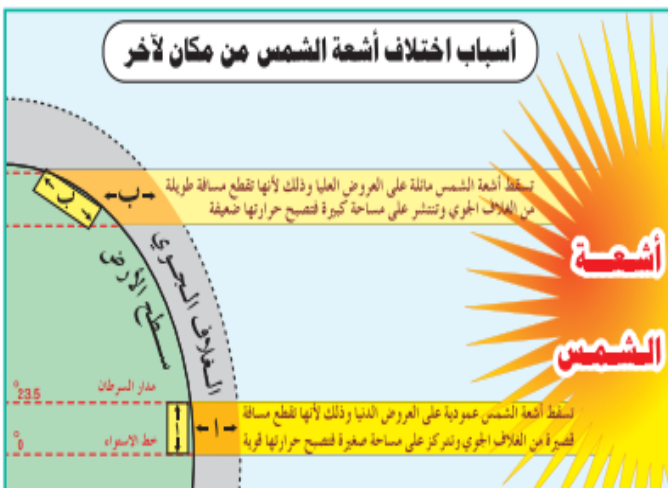 أسباب اختلاف أشعة الشمس من مكان لآخر
تسقط أشعة الشمس مائلة على العروض العليا وذلك لأنها تقطع مسافة طويلة
من الغلاف الجوي وتنتشر على مساحة كبيرة فتصبح حرارتها ضعيفة
ب
ب
أشعة
الشمس
الغلاف الجوي
سطح الأرض
مدار السرطان
23.5°
تسقط أشعة الشمس عمودية على العروض الدنيا وذلك لأنها تقطع مسافة
قصيرة من الغلاف الجوي وتتركز على مساحة صغيرة فتصبح حرارتها قوية
ا
ا
خط الاستواء
0°